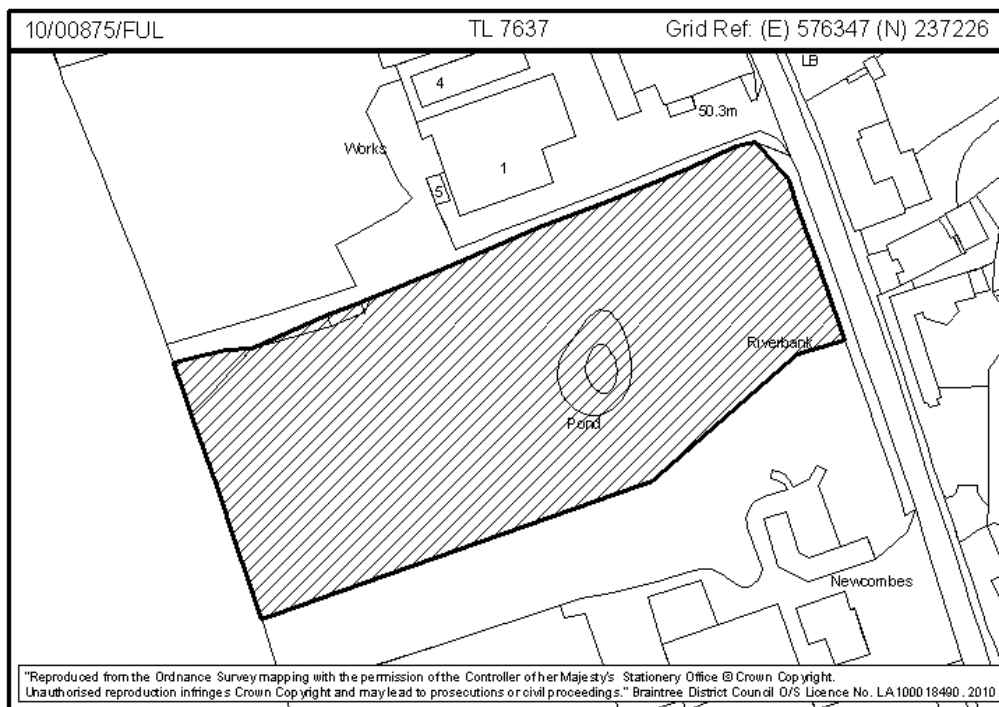 10/00875/FUL TL 7637 Grid Ref: (E) 576347 (N) 237226
LB
4
50.3m
Works
1
5
Riverbank
Pond
Newcombes
"Reproduced from the Ordnance Survey mapping with the permission of the Controller of her Majesty's Stationery Office © Crown Copyright.
Unauthorised reproduction infringes Crown Copyright and may lead to prosecutions or civil proceedings." Braintree District Council O/S Licence No. LA 100018490. 2010